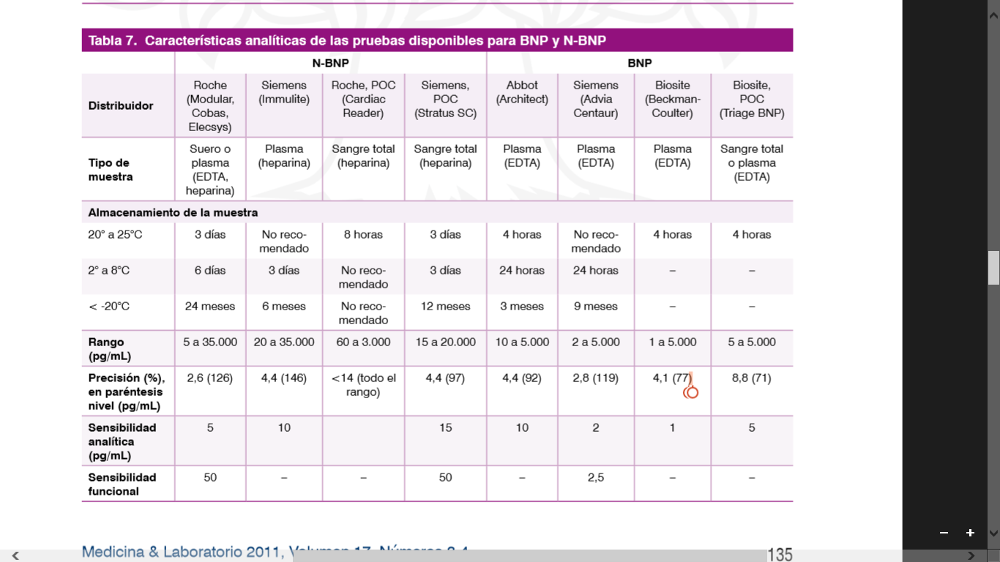 Tabla 7. Características analíticas de las pruebas disponibles para BNP y N-BNP
N-BNP BNP
Distribuidor
Roche
(Modular,
Cobas,
Elecsys)
Siemens
(Immulite)
Roche, POC
(Cardiac
Reader)
Siemens,
POC
(Stratus SC)
Abbot
(Architect)
Siemens
(Advia
Centaur)
Biosite
(Beckman-
Coulter)
Biosite,
POC
(Triage BNP)
Tipo de
muestra
Suero o
plasma
(EDTA,
heparina)
Plasma
(heparina)
Sangre total
(heparina)
Sangre total
(heparina)
Plasma
(EDTA)
Plasma
(EDTA)
Plasma
(EDTA)
Sangre total
o plasma
(EDTA)
Almacenamiento de la muestra
20° a 25°C
3 días
No reco-
mendado
8 horas
3 días
4 horas
No reco-
mendado
4 horas
4 horas
2° a 8°C
6 días
3 días
No reco-
mendado
3 días
24 horas
24 horas
–
–
< -20°C
24 meses
6 meses
No reco-
mendado
12 meses
3 meses
9 meses
–
–
Rango
(pg/mL)
5 a 35.000
20 a 35.000
60 a 3.000
15 a 20.000
10 a 5.000
2 a 5.000
1 a 5.000
5 a 5.000
Precisión (%),
en paréntesis
nivel (pg/mL)
2,6 (126)
4,4 (146)
<14 (todo el
rango)
4,4 (97)
4,4 (92)
2,8 (119)
4,1 (77)
8,8 (71)
Sensibilidad
analítica
(pg/mL)
5
10
15
10
2
1
5
Sensibilidad
funcional
50
–
–
50
–
2,5
–
–
Medicina & Laboratorio 2011, Volumen 17, Números 3-4
135